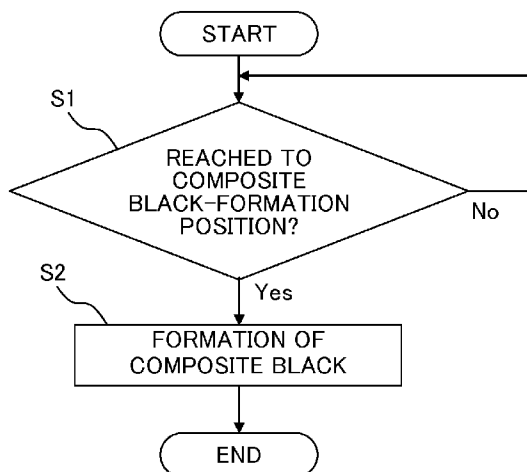 START
S1
REACHED TO
COMPOSITE
BLACK-FORMATION
POSITION?
No
S2
Yes
FORMATION OF
COMPOSITE BLACK
END